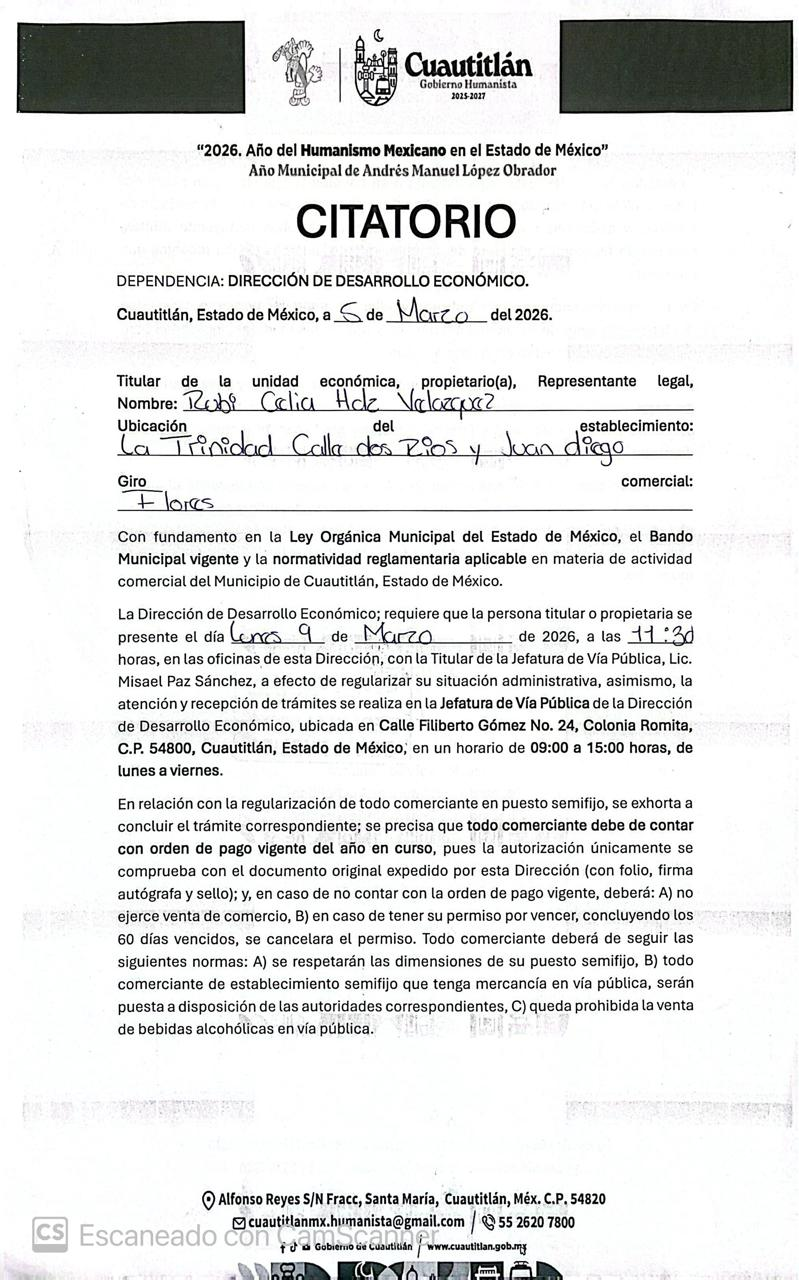 Cuautitlán
Gobierno Humanista
2025-2027
“2026. Año del Humanismo Mexicano en el Estado de México”
Año Municipal de Andrés Manuel López Obrador
CITATORIO
DEPENDENCIA: DIRECCIÓN DE DESARROLLO ECONÓMICO.
Cuautitlán, Estado de México, a 5 de Marzo del 2026.
Titular de la unidad económica, propietario(a), Representante legal,
Nombre: Rubi Celia Hdz Velazquez
Ubicación del establecimiento:
La Trinidad Calle dos Rios y Juan diego
Giro comercial:
Flores
Con fundamento en la Ley Orgánica Municipal del Estado de México, el Bando
Municipal vigente y la normatividad reglamentaria aplicable en materia de actividad
comercial del Municipio de Cuautitlán, Estado de México.
La Dirección de Desarrollo Económico; requiere que la persona titular o propietaria se
presente el día Lunes 9 de Marzo de 2026, a las 11:30
horas, en las oficinas de esta Dirección, con la Titular de la Jefatura de Vía Pública, Lic.
Misael Paz Sánchez, a efecto de regularizar su situación administrativa, asimismo, la
atención y recepción de trámites se realiza en la Jefatura de Vía Pública de la Dirección
de Desarrollo Económico, ubicada en Calle Filiberto Gómez No. 24, Colonia Romita,
C.P. 54800, Cuautitlán, Estado de México, en un horario de 09:00 a 15:00 horas, de
lunes a viernes.
En relación con la regularización de todo comerciante en puesto semifijo, se exhorta a
concluir el trámite correspondiente; se precisa que todo comerciante debe de contar
con orden de pago vigente del año en curso, pues la autorización únicamente se
comprueba con el documento original expedido por esta Dirección (con folio, firma
autógrafa y sello); y, en caso de no contar con la orden de pago vigente, deberá: A) no
ejerce venta de comercio, B) en caso de tener su permiso por vencer, concluyendo los
60 días vencidos, se cancelara el permiso. Todo comerciante deberá de seguir las
siguientes normas: A) se respetarán las dimensiones de su puesto semifijo, B) todo
comerciante de establecimiento semifijo que tenga mercancía en vía pública, serán
puesta a disposición de las autoridades correspondientes, C) queda prohibida la venta
de bebidas alcohólicas en vía pública.
Alfonso Reyes S/N Fracc, Santa María, Cuautitlán, Méx. C.P. 54820
cuautitlanmx.humanista@gmail.com / 55 2620 7800
Gobierno de Cuautitlán / www.cuautitlan.gob.mx
CS Escaneado con CamScanner